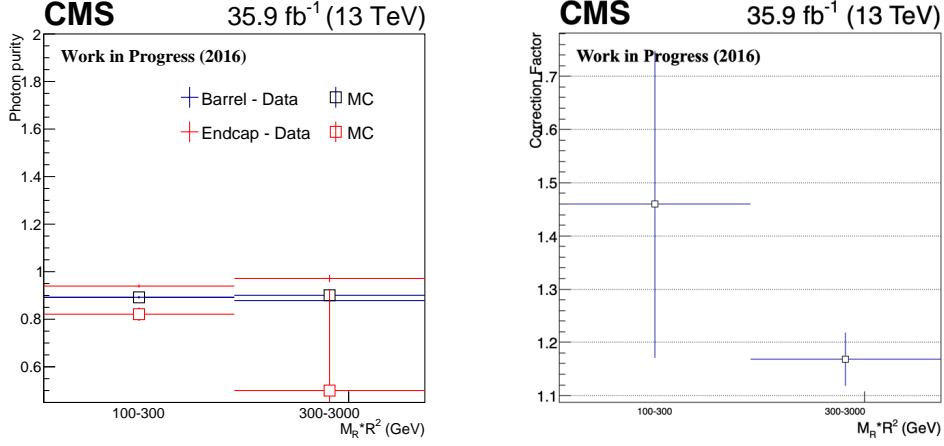 CMS 35.9 fb⁻¹ (13 TeV)
Work in Progress (2016)
Photon purity
2
1.8
1.6
1.4
1.2
1
0.8
0.6
Barrel - Data MC
Endcap - Data MC
100-300 300-3000
M_R*R² (GeV)
CMS 35.9 fb⁻¹ (13 TeV)
Work in Progress (2016)
Correction Factor
1.7
1.6
1.5
1.4
1.3
1.2
1.1
100-300 300-3000
M_R*R² (GeV)